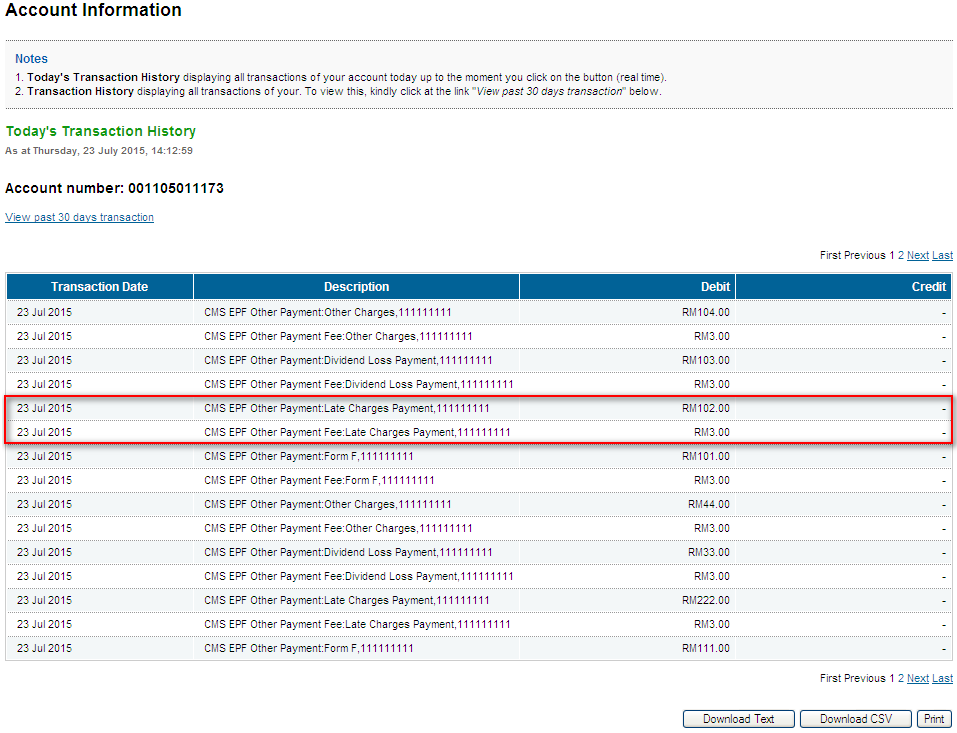 Account Information
Notes
1. Today's Transaction History displaying all transactions of your account today up to the moment you click on the button (real time).
2. Transaction History displaying all transactions of your. To view this, kindly click at the link "View past 30 days transaction" below.
Today's Transaction History
As at Thursday, 23 July 2015, 14:12:59
Account number: 001105011173
View past 30 days transaction
First Previous 1 2 Next Last
Transaction Date Description Debit Credit
23 Jul 2015 CMS EPF Other Payment:Other Charges,111111111 RM104.00 -
23 Jul 2015 CMS EPF Other Payment Fee:Other Charges,111111111 RM3.00 -
23 Jul 2015 CMS EPF Other Payment:Dividend Loss Payment,111111111 RM103.00 -
23 Jul 2015 CMS EPF Other Payment Fee:Dividend Loss Payment,111111111 RM3.00 -
23 Jul 2015 CMS EPF Other Payment:Late Charges Payment,111111111 RM102.00 -
23 Jul 2015 CMS EPF Other Payment Fee:Late Charges Payment,111111111 RM3.00 -
23 Jul 2015 CMS EPF Other Payment:Form F,111111111 RM101.00 -
23 Jul 2015 CMS EPF Other Payment Fee:Form F,111111111 RM3.00 -
23 Jul 2015 CMS EPF Other Payment:Other Charges,111111111 RM44.00 -
23 Jul 2015 CMS EPF Other Payment Fee:Other Charges,111111111 RM3.00 -
23 Jul 2015 CMS EPF Other Payment:Dividend Loss Payment,111111111 RM33.00 -
23 Jul 2015 CMS EPF Other Payment Fee:Dividend Loss Payment,111111111 RM3.00 -
23 Jul 2015 CMS EPF Other Payment:Late Charges Payment,111111111 RM222.00 -
23 Jul 2015 CMS EPF Other Payment Fee:Late Charges Payment,111111111 RM3.00 -
23 Jul 2015 CMS EPF Other Payment:Form F,111111111 RM111.00 -
First Previous 1 2 Next Last
Download Text Download CSV Print